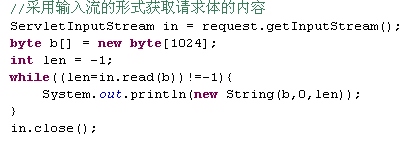 //采用输入流的形式获取请求体的内容
ServletInputStream in = request.getInputStream();
byte b[] = new byte[1024];
int len = -1;
while((len=in.read(b))!=-1){
System.out.println(new String(b,0,len));
}
in.close();